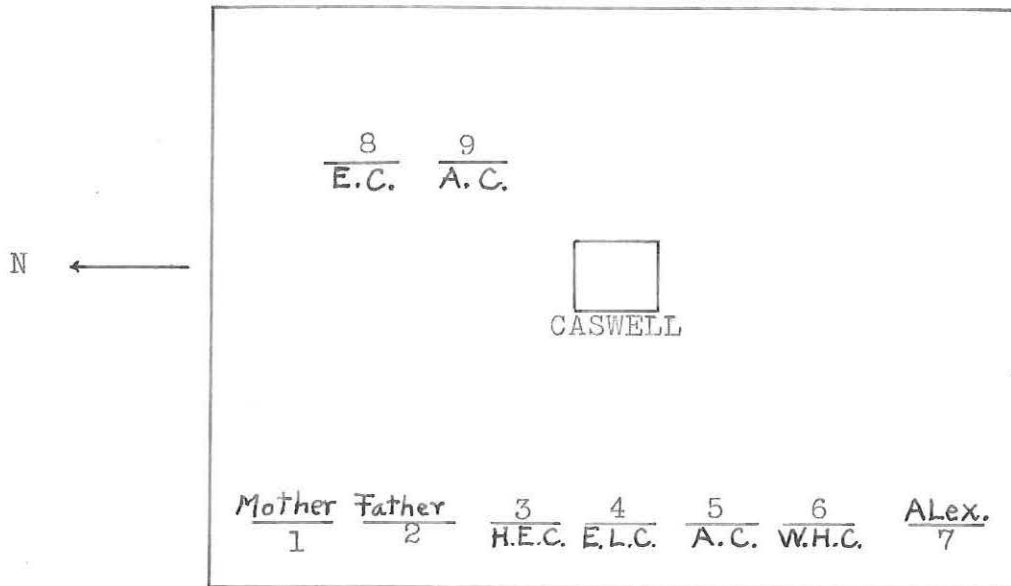 8 9
E.C. A.C.
N
CASWELL
Mother Father 3 4 5 6 ALex.
1 2 H.E.C. E.L.C. A.C. W.H.C. 7